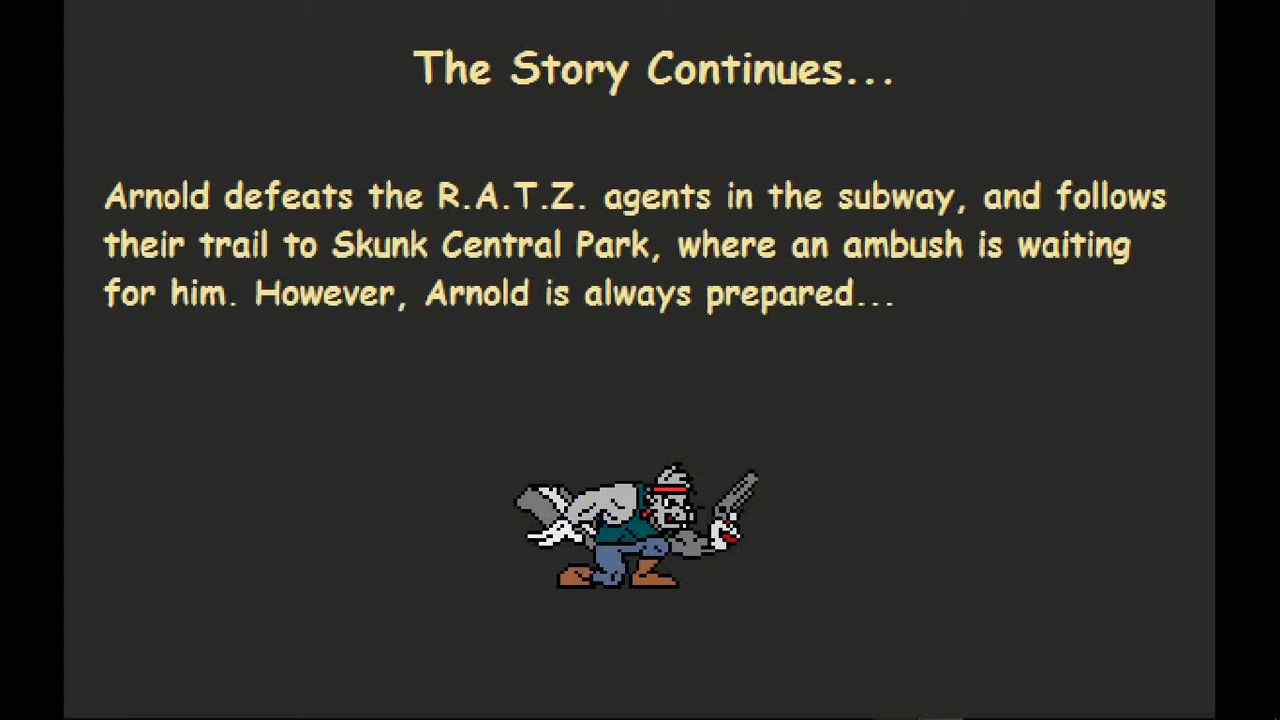 The Story Continues...
Arnold defeats the R.A.T.Z. agents in the subway, and follows
their trail to Skunk Central Park, where an ambush is waiting
for him. However, Arnold is always prepared...